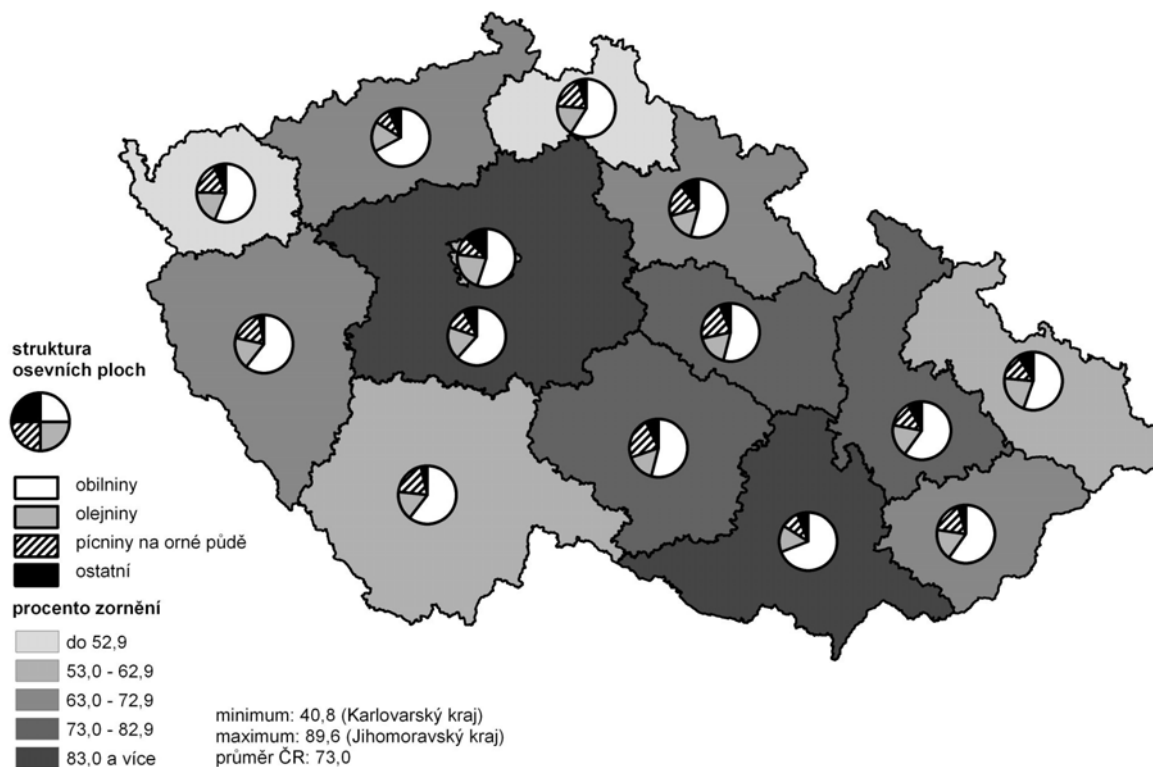 struktura
osevních ploch
obilniny
olejniny
pícniny na orné půdě
ostatní
procento zornění
do 52,9
53,0 - 62,9
63,0 - 72,9
73,0 - 82,9
83,0 a více
minimum: 40,8 (Karlovarský kraj)
maximum: 89,6 (Jihomoravský kraj)
průměr ČR: 73,0